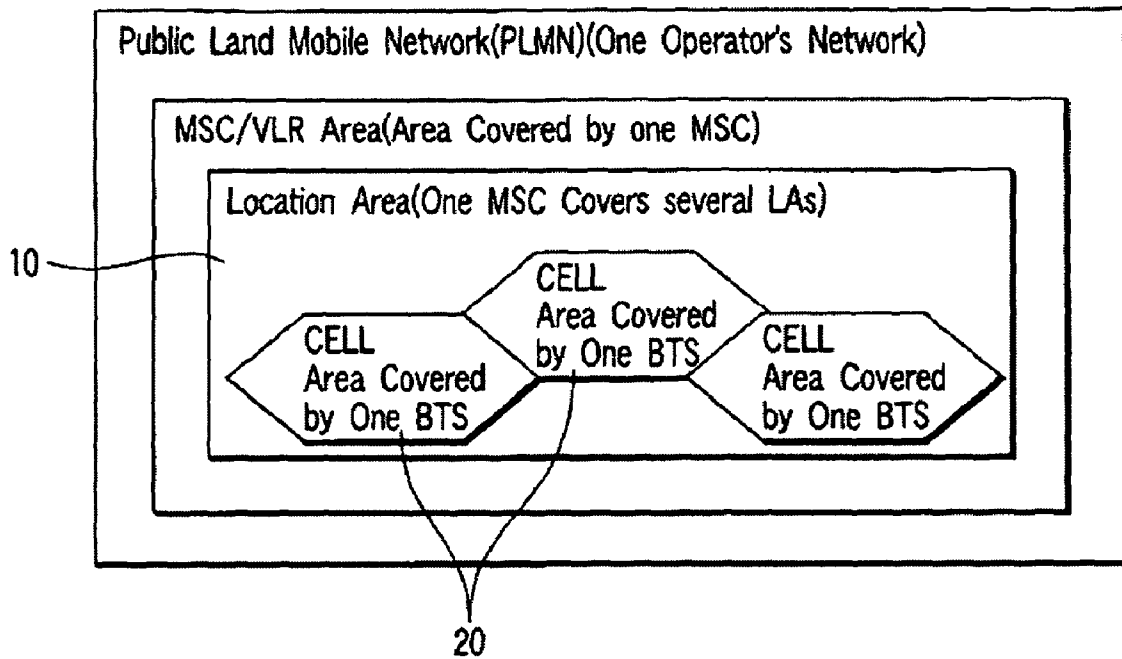 Public Land Mobile Network(PLMN)(One Operator's Network)
MSC/VLR Area(Area Covered by one MSC)
Location Area(One MSC Covers several LAs)
10
CELL
Area Covered
by One BTS
CELL
Area Covered
by One BTS
CELL
Area Covered
by One BTS
20